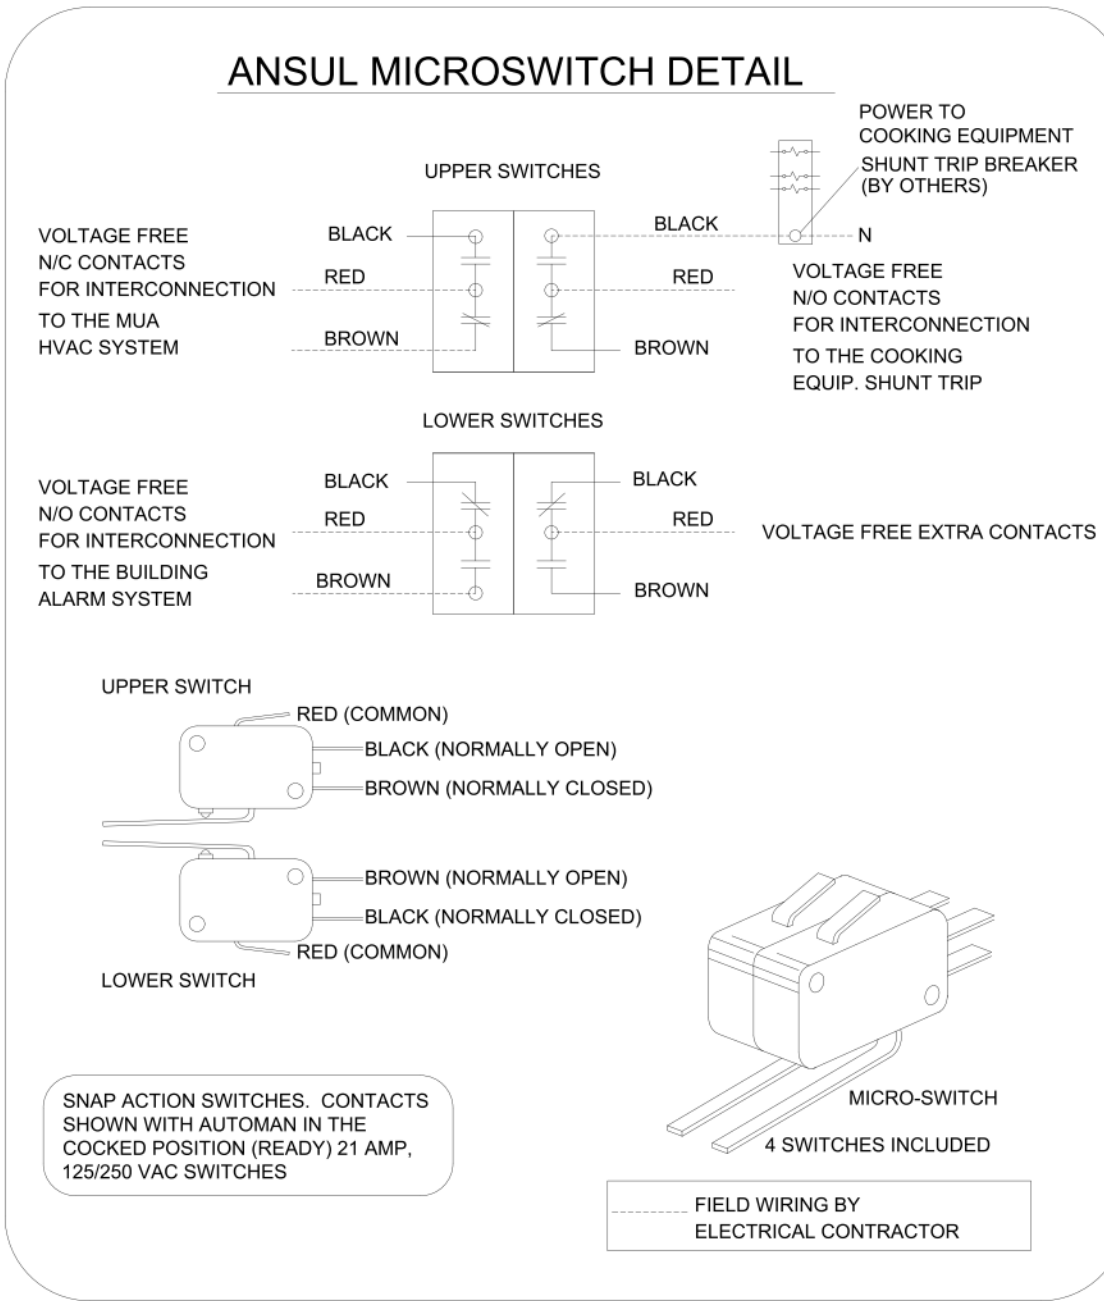 ANSUL MICROSWITCH DETAIL
POWER TO
COOKING EQUIPMENT
SHUNT TRIP BREAKER
(BY OTHERS)
UPPER SWITCHES
VOLTAGE FREE
N/C CONTACTS
FOR INTERCONNECTION
TO THE MUA
HVAC SYSTEM
BLACK
RED
BROWN
BLACK
RED
BROWN
N
VOLTAGE FREE
N/O CONTACTS
FOR INTERCONNECTION
TO THE COOKING
EQUIP. SHUNT TRIP
LOWER SWITCHES
VOLTAGE FREE
N/O CONTACTS
FOR INTERCONNECTION
TO THE BUILDING
ALARM SYSTEM
BLACK
RED
BROWN
BLACK
RED
BROWN
VOLTAGE FREE EXTRA CONTACTS
UPPER SWITCH
RED (COMMON)
BLACK (NORMALLY OPEN)
BROWN (NORMALLY CLOSED)
BROWN (NORMALLY OPEN)
BLACK (NORMALLY CLOSED)
RED (COMMON)
LOWER SWITCH
SNAP ACTION SWITCHES. CONTACTS
SHOWN WITH AUTOMAN IN THE
COCKED POSITION (READY) 21 AMP,
125/250 VAC SWITCHES
MICRO-SWITCH
4 SWITCHES INCLUDED
FIELD WIRING BY
ELECTRICAL CONTRACTOR